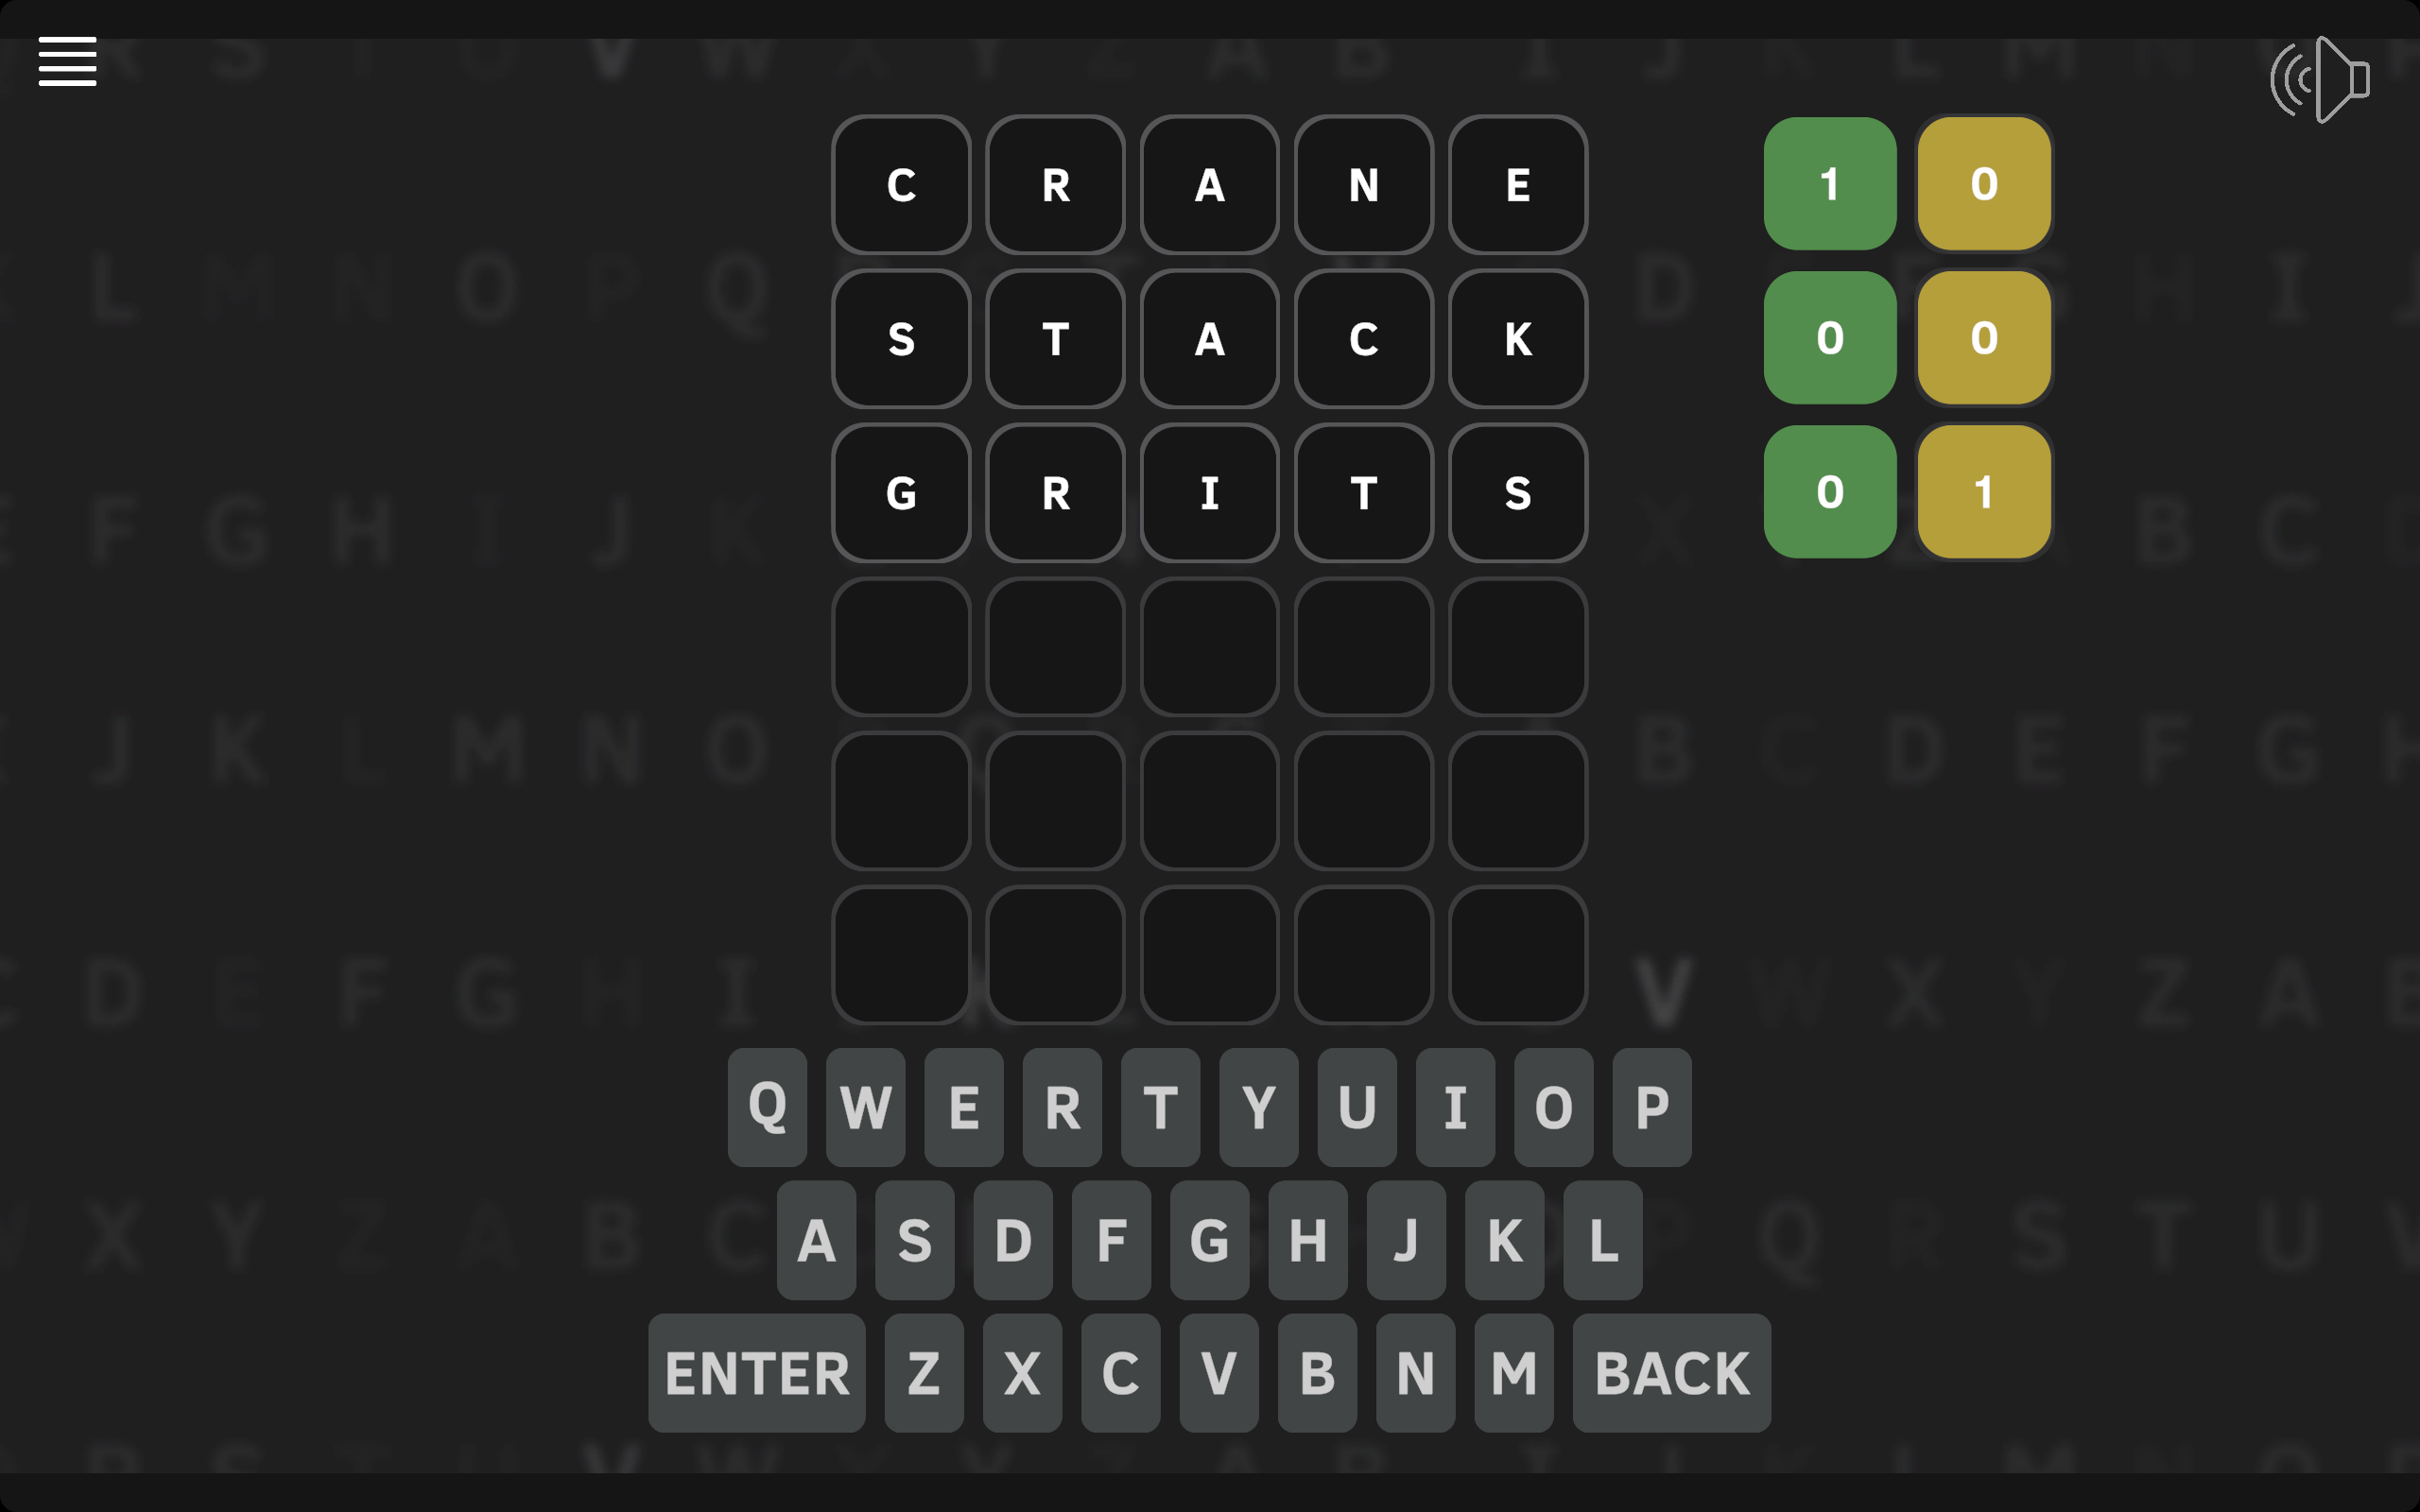 C R A N E 1 0
S T A C K 0 0
G R I T S 0 1
Q W E R T Y U I O P
A S D F G H J K L
ENTER Z X C V B N M BACK